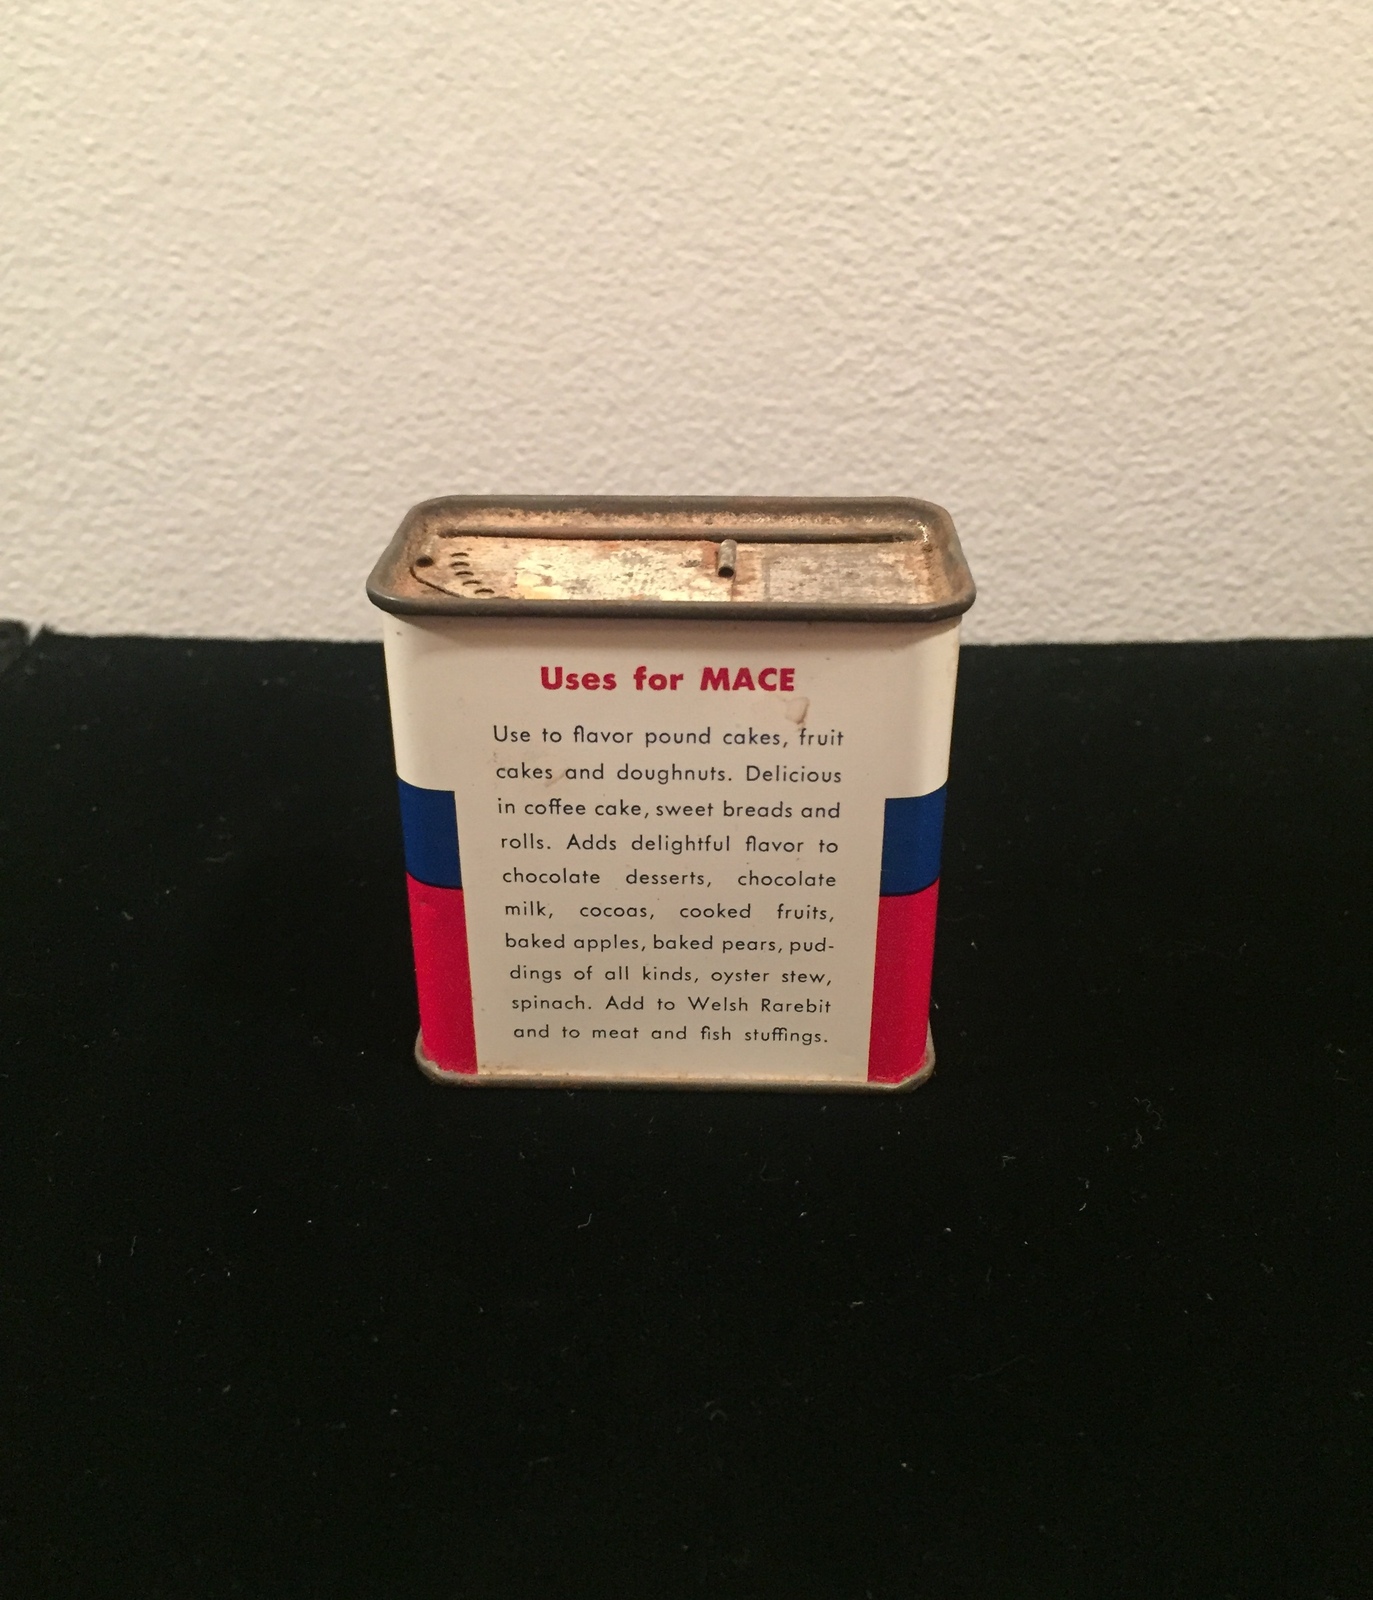 Uses for MACE
Use to flavor pound cakes, fruit
cakes and doughnuts. Delicious
in coffee cake, sweet breads and
rolls. Adds delightful flavor to
chocolate desserts, chocolate
milk, cocoas, cooked fruits,
baked apples, baked pears, pud-
dings of all kinds, oyster stew,
spinach. Add to Welsh Rarebit
and to meat and fish stuffings.